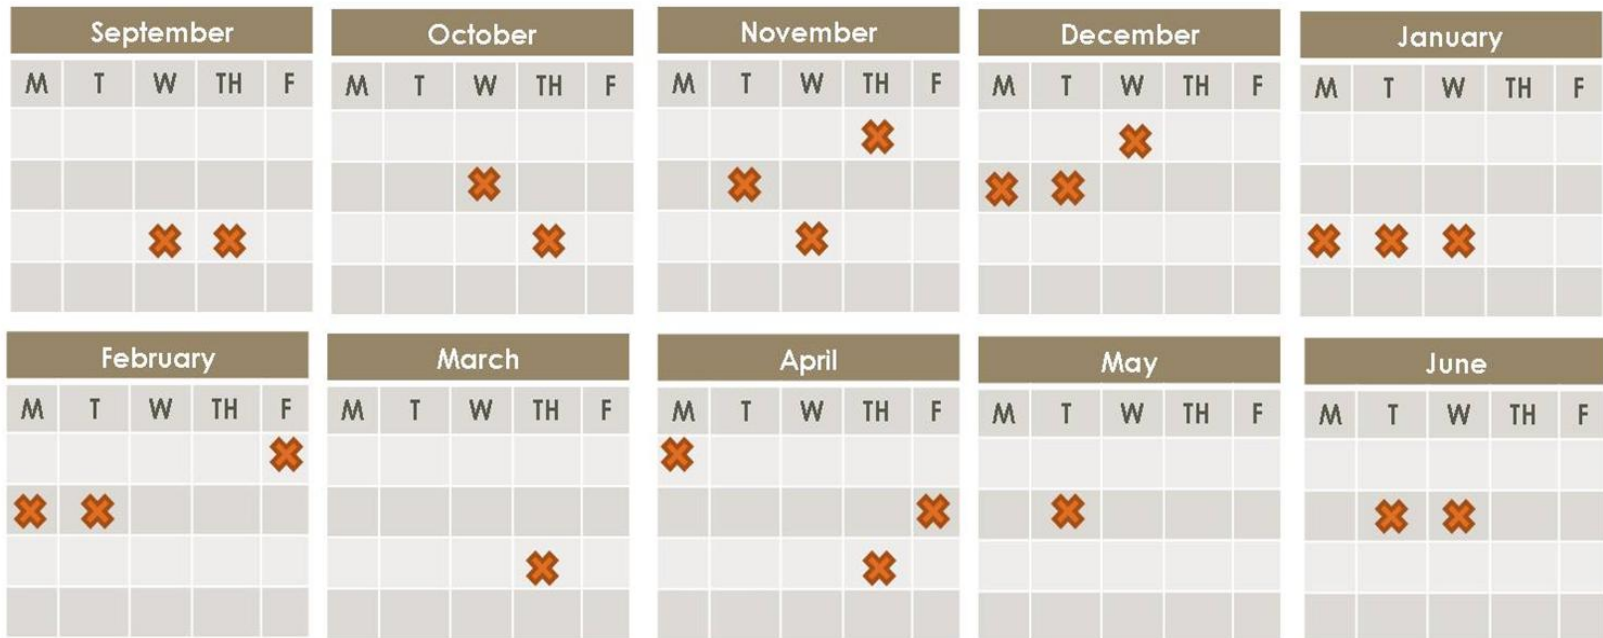 September October November December January
M T W TH F M T W TH F M T W TH F M T W TH F M T W TH F
February March April May June
M T W TH F M T W TH F M T W TH F M T W TH F M T W TH F